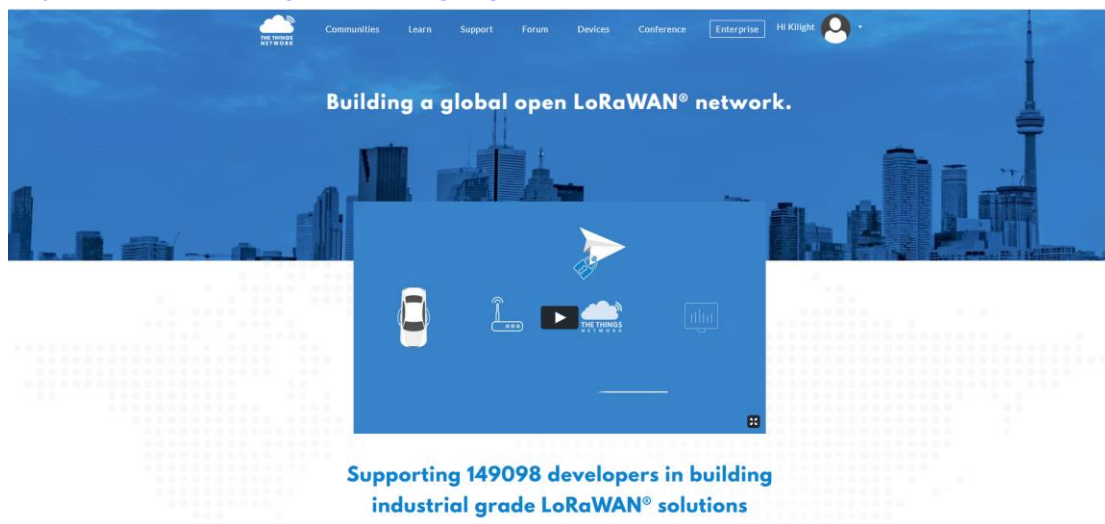 THE THINGS
NETWORK
Communities Learn Support Forum Devices Conference Enterprise Hi Kilight
Building a global open LoRaWAN® network.
THE THINGS
NETWORK
Supporting 149098 developers in building
industrial grade LoRaWAN® solutions